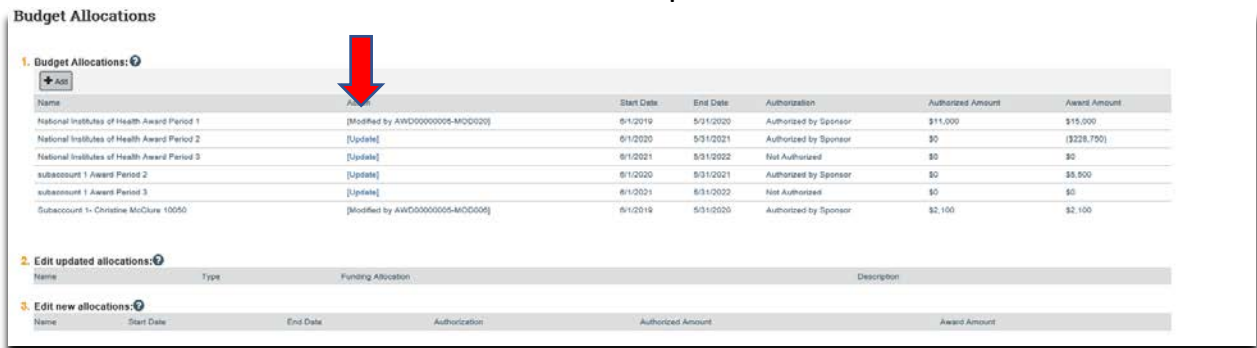 Budget Allocations
1. Budget Allocations:
+ Add
Name Start Date End Date Authorization Authorized Amount Award Amount
National Institutes of Health Award Period 1 [Modified by AWD00000005-MOD020] 6/1/2019 5/31/2020 Authorized by Sponsor $11,000 $15,000
National Institutes of Health Award Period 2 [Update] 6/1/2020 5/31/2021 Authorized by Sponsor $0 ($228,750)
National Institutes of Health Award Period 3 [Update] 6/1/2021 5/31/2022 Not Authorized $0 $0
subaccount 1 Award Period 2 [Update] 6/1/2020 5/31/2021 Authorized by Sponsor $0 $5,500
subaccount 1 Award Period 3 [Update] 6/1/2021 5/31/2022 Not Authorized $0 $0
Subaccount 1- Christine McClure 10050 [Modified by AWD00000005-MOD006] 6/1/2019 5/31/2020 Authorized by Sponsor $2,100 $2,100
2. Edit updated allocations:
Name Type Funding Allocation Description
3. Edit new allocations:
Name Start Date End Date Authorization Authorized Amount Award Amount